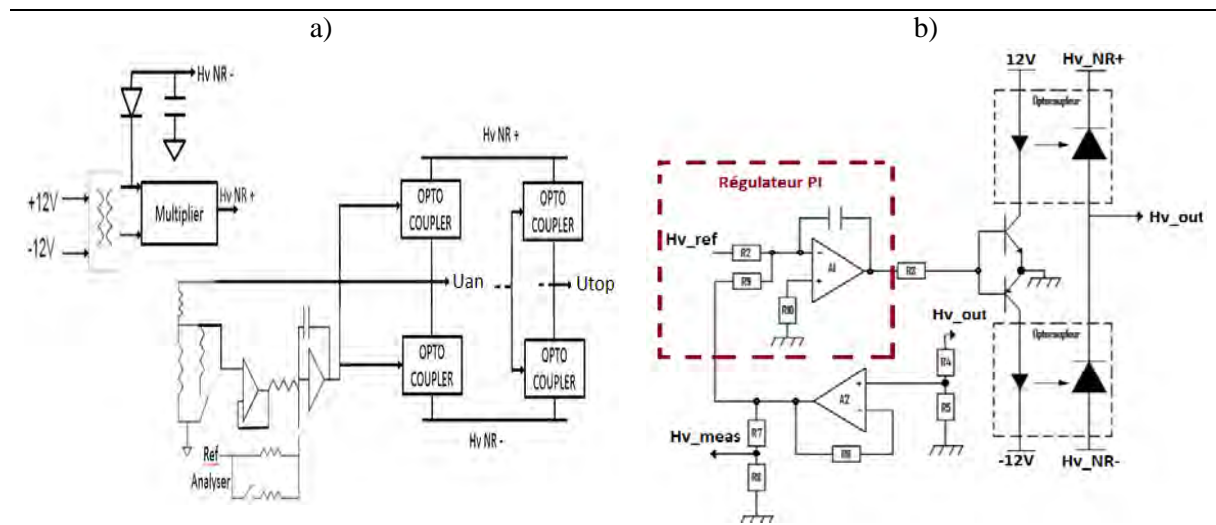 a)
Hv NR -
+12V
-12V
Multiplier
Hv NR +
Hv NR +
OPTO
COUPLER
OPTO
COUPLER
Uan
Utop
OPTO
COUPLER
OPTO
COUPLER
Hv NR -
Ref
Analyser
b)
12V
Hv_NR+
Optocoupleur
Régulateur PI
Hv_ref
R2
R9
A1
R10
R3
Hv_out
Hv_out
R4
R5
A2
R7
Hv_meas
Optocoupleur
-12V
Hv_NR-